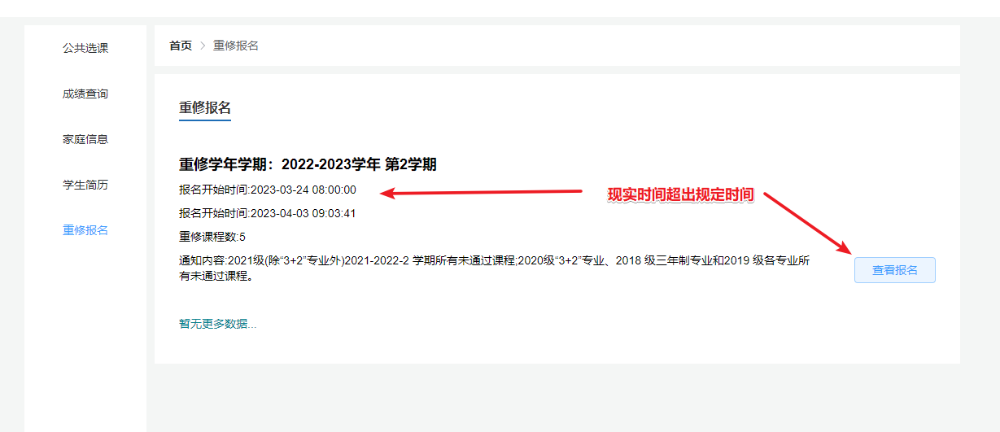 公共选课
成绩查询
家庭信息
学生简历
重修报名
首页 > 重修报名
重修报名
重修学年学期：2022-2023学年 第2学期
报名开始时间:2023-03-24 08:00:00
现实时间超出规定时间
报名开始时间:2023-04-03 09:03:41
重修课程数:5
通知内容:2021级(除“3+2”专业外)2021-2022-2 学期所有未通过课程;2020级“3+2”专业、2018 级三年制专业和2019 级各专业所
有未通过课程。
查看报名
暂无更多数据...